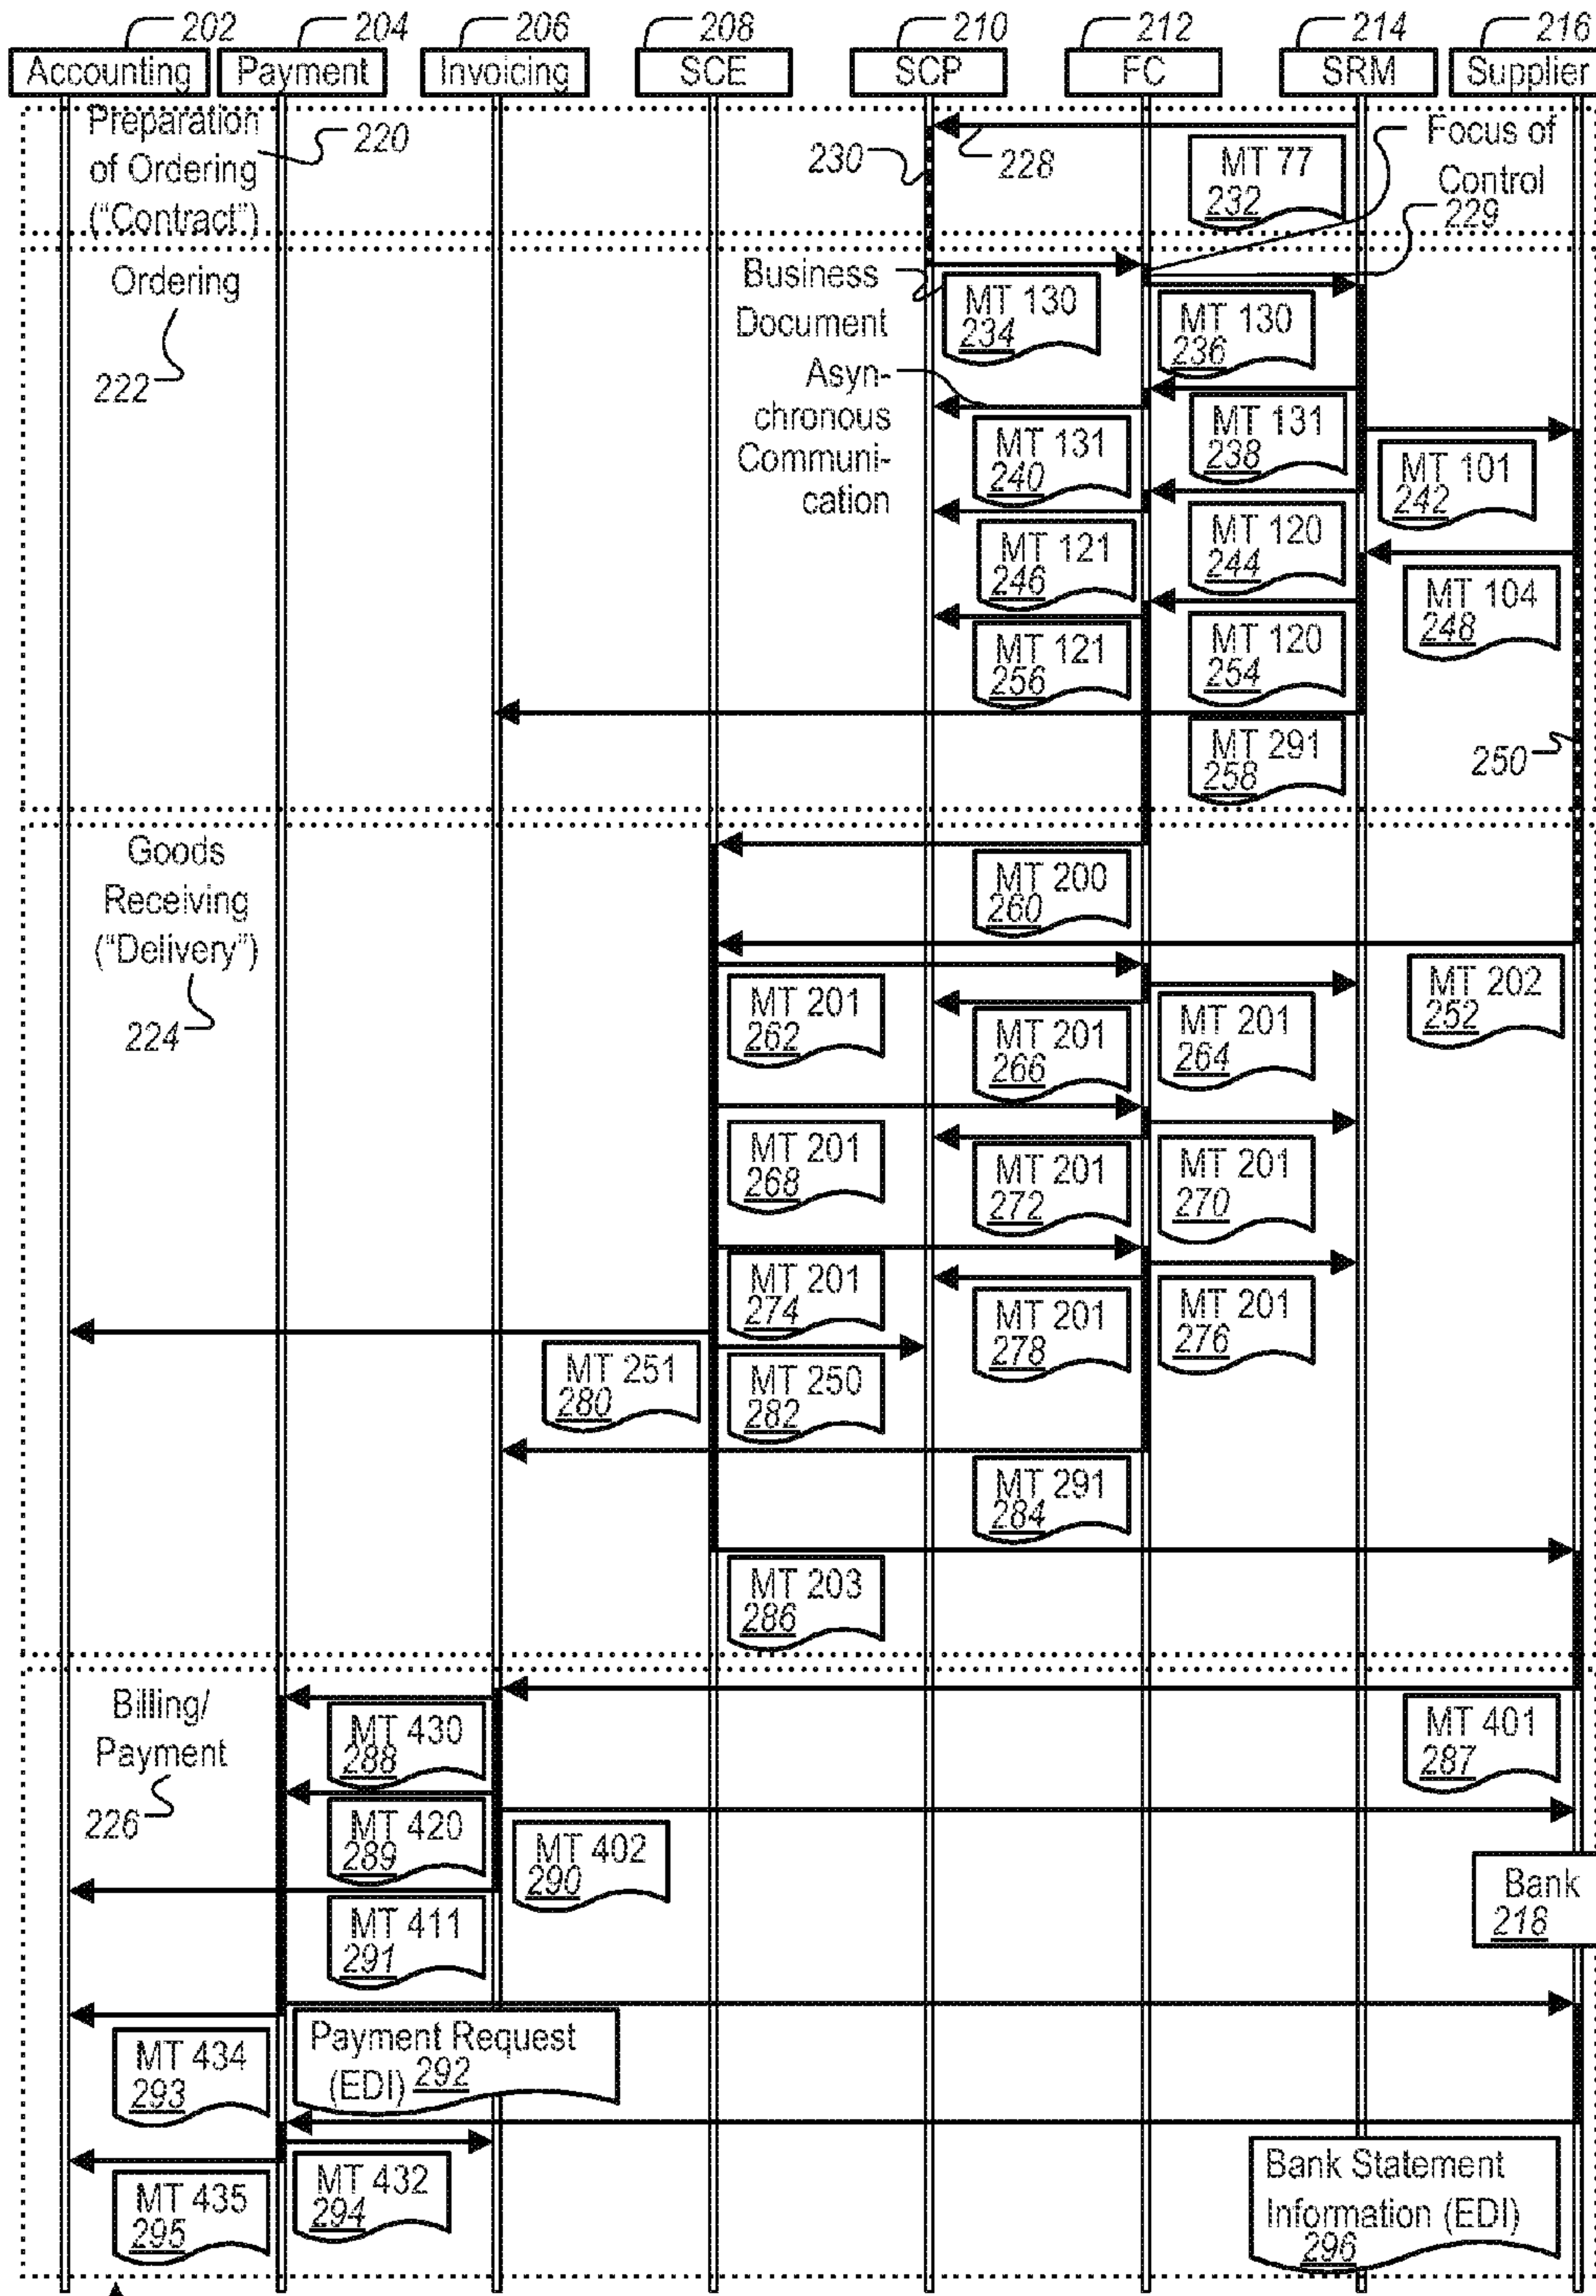 202 204 206 208 210 212 214 216
Accounting Payment Invoicing SCE SCP FC SRM Supplier
Preparation
of Ordering
("Contract")
220
230
228
MT 77
232
Focus of
Control
229
Ordering
222
Business
Document
MT 130
234
MT 130
236
Asyn-
chronous
Communi-
cation
MT 131
240
MT 131
238
MT 101
242
MT 121
246
MT 120
244
MT 104
248
MT 121
256
MT 120
254
MT 291
258
250
Goods
Receiving
("Delivery")
224
MT 200
260
MT 201
262
MT 201
266
MT 201
264
MT 202
252
MT 201
268
MT 201
272
MT 201
270
MT 201
274
MT 201
278
MT 201
276
MT 251
280
MT 250
282
MT 291
284
MT 203
286
Billing/
Payment
226
MT 430
288
MT 401
287
MT 420
289
MT 402
290
MT 411
291
Bank
218
MT 434
293
Payment Request
(EDI) 292
MT 435
295
MT 432
294
Bank Statement
Information (EDI)
296